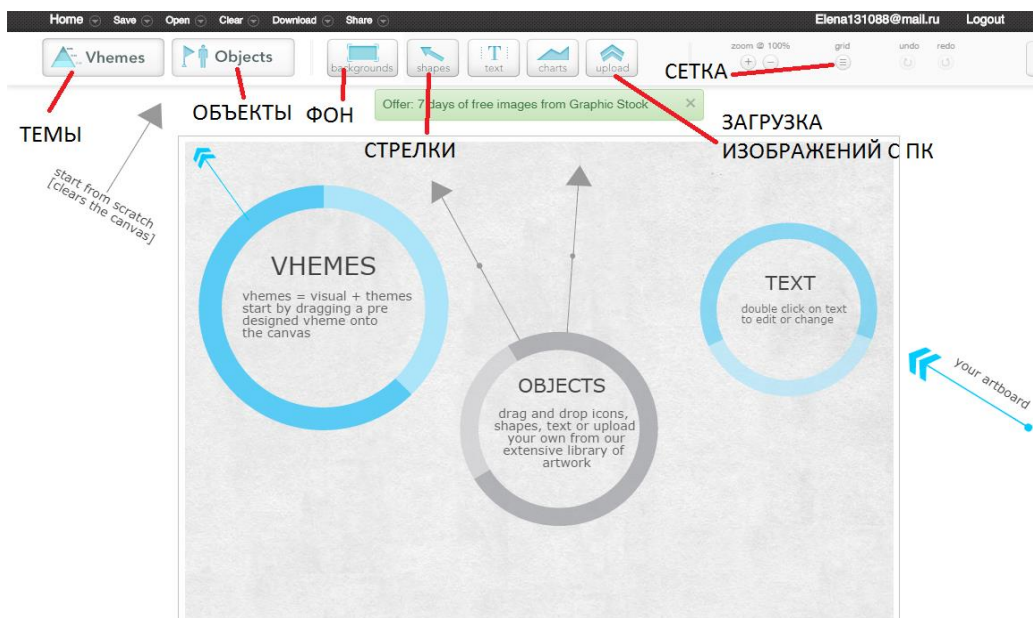 Home Save Open Clear Download Share Elena131088@mail.ru Logout
Vhemes Objects backgrounds shapes text charts upload zoom @ 100% grid undo redo
СЕТКА
ТЕМЫ
ОБЪЕКТЫ
ФОН
Offer: 7 days of free images from Graphic Stock
СТРЕЛКИ
ЗАГРУЗКА
ИЗОБРАЖЕНИЙ С ПК
start from scratch
[clears the canvas]
VHEMES
vhemes = visual + themes
start by dragging a pre
designed vheme onto
the canvas
TEXT
double click on text
to edit or change
OBJECTS
drag and drop icons,
shapes, text or upload
your own from our
extensive library of
artwork
your artboard